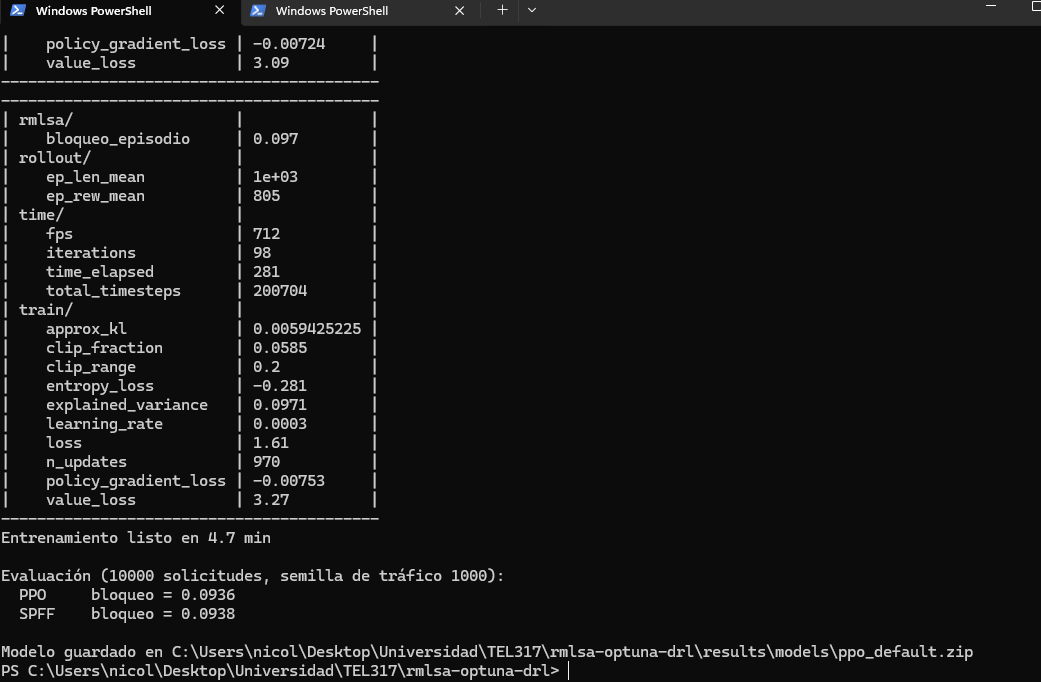 Windows PowerShell
Windows PowerShell
|    policy_gradient_loss | -0.00724     |
|    value_loss           | 3.09         |
------------------------------------------
------------------------------------------
| rmlsa/                  |              |
|    bloqueo_episodio     | 0.097        |
| rollout/                |              |
|    ep_len_mean          | 1e+03        |
|    ep_rew_mean          | 805          |
| time/                   |              |
|    fps                  | 712          |
|    iterations           | 98           |
|    time_elapsed         | 281          |
|    total_timesteps      | 200704       |
| train/                  |              |
|    approx_kl            | 0.0059425225 |
|    clip_fraction        | 0.0585       |
|    clip_range           | 0.2          |
|    entropy_loss         | -0.281       |
|    explained_variance   | 0.0971       |
|    learning_rate        | 0.0003       |
|    loss                 | 1.61         |
|    n_updates            | 970          |
|    policy_gradient_loss | -0.00753     |
|    value_loss           | 3.27         |
------------------------------------------
Entrenamiento listo en 4.7 min
Evaluación (10000 solicitudes, semilla de tráfico 1000):
  PPO     bloqueo = 0.0936
  SPFF    bloqueo = 0.0938
Modelo guardado en C:\Users\nicol\Desktop\Universidad\TEL317\rmlsa-optuna-drl\results\models\ppo_default.zip
PS C:\Users\nicol\Desktop\Universidad\TEL317\rmlsa-optuna-drl>